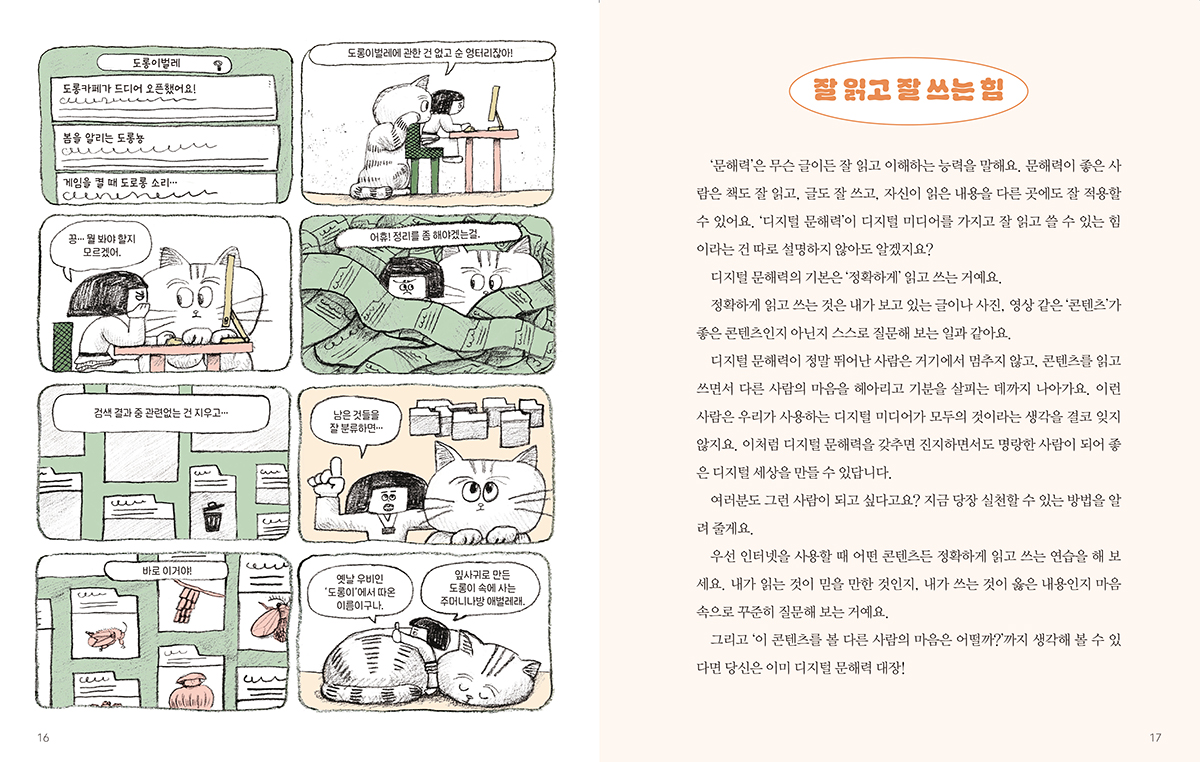 도롱이벌레
도롱카페가 드디어 오픈했어요!
봄을 알리는 도롱뇽
게임을 켤 때 도로롱 소리…
도롱이벌레에 관한 건 없고 순 엉터리잖아!
끙… 뭘 봐야 할지
모르겠어.
어휴! 정리를 좀 해야겠는걸.
검색 결과 중 관련없는 건 지우고…
남은 것들을
잘 분류하면…
바로 이거야!
옛날 우비인
‘도롱이’에서 따온
이름이구나.
잎사귀로 만든
도롱이 속에 사는
주머니나방 애벌레래.
16
잘 읽고 잘 쓰는 힘
‘문해력’은 무슨 글이든 잘 읽고 이해하는 능력을 말해요. 문해력이 좋은 사
람은 책도 잘 읽고, 글도 잘 쓰고, 자신이 읽은 내용을 다른 곳에도 잘 적용할
수 있어요. ‘디지털 문해력’이 디지털 미디어를 가지고 잘 읽고 쓸 수 있는 힘
이라는 건 따로 설명하지 않아도 알겠지요?
디지털 문해력의 기본은 ‘정확하게’ 읽고 쓰는 거예요.
정확하게 읽고 쓰는 것은 내가 보고 있는 글이나 사진, 영상 같은 ‘콘텐츠’가
좋은 콘텐츠인지 아닌지 스스로 질문해 보는 일과 같아요.
디지털 문해력이 정말 뛰어난 사람은 거기에서 멈추지 않고, 콘텐츠를 읽고
쓰면서 다른 사람의 마음을 헤아리고 기분을 살피는 데까지 나아가요. 이런
사람은 우리가 사용하는 디지털 미디어가 모두의 것이라는 생각을 결코 잊지
않지요. 이처럼 디지털 문해력을 갖추면 진지하면서도 명랑한 사람이 되어 좋
은 디지털 세상을 만들 수 있답니다.
여러분도 그런 사람이 되고 싶다고요? 지금 당장 실천할 수 있는 방법을 알
려 줄게요.
우선 인터넷을 사용할 때 어떤 콘텐츠든 정확하게 읽고 쓰는 연습을 해 보
세요. 내가 읽는 것이 믿을 만한 것인지, 내가 쓰는 것이 옳은 내용인지 마음
속으로 꾸준히 질문해 보는 거예요.
그리고 ‘이 콘텐츠를 볼 다른 사람의 마음은 어떨까?’까지 생각해 볼 수 있
다면 당신은 이미 디지털 문해력 대장!
17